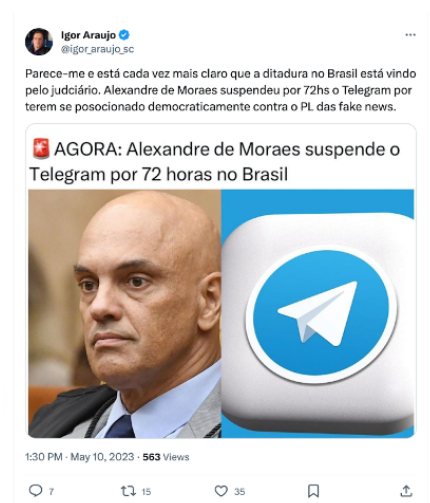 Igor Araujo
@igor_araujo_sc
Parece-me e está cada vez mais claro que a ditadura no Brasil está vindo
pelo judiciário. Alexandre de Moraes suspendeu por 72hs o Telegram por
terem se posocionado democraticamente contra o PL das fake news.
🚨AGORA: Alexandre de Moraes suspende o
Telegram por 72 horas no Brasil
1:30 PM · May 10, 2023 · 563 Views
7 15 35